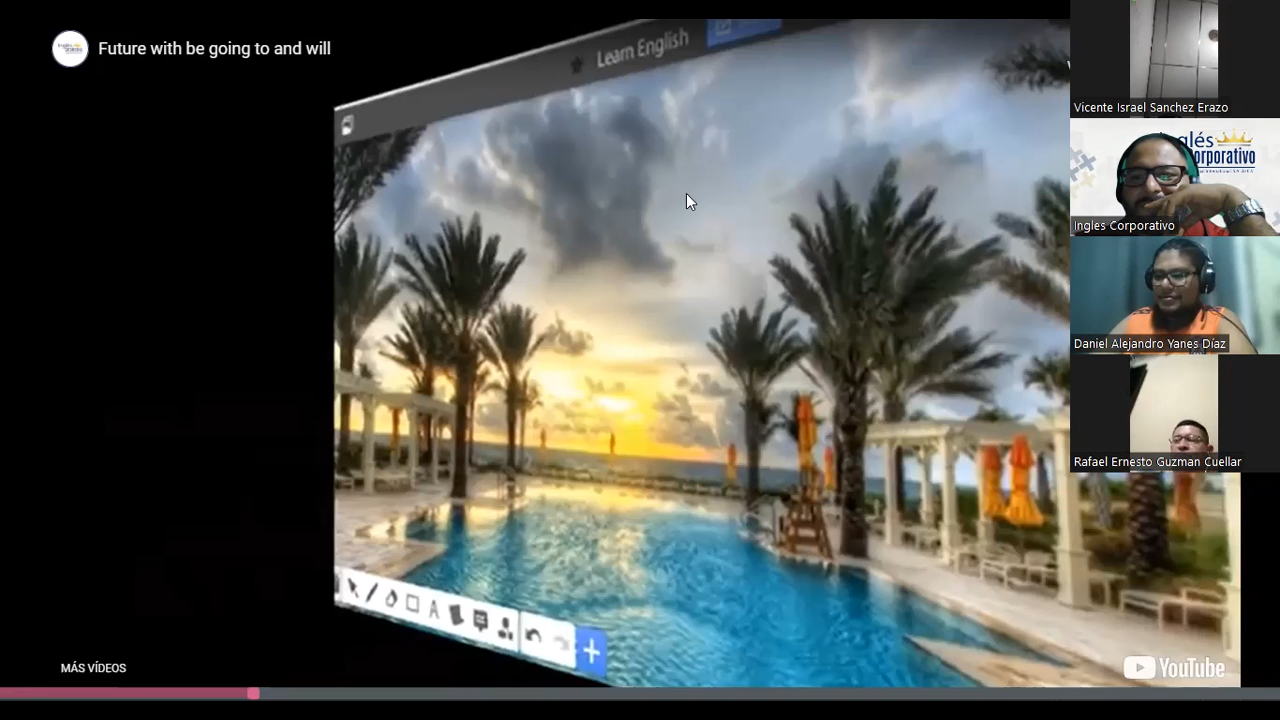 Future with be going to and will
Learn English
Vicente Israel Sanchez Erazo
Inglés
Corporativo
Ingles Corporativo
Daniel Alejandro Yanes Díaz
Rafael Ernesto Guzman Cuellar
MÁS VÍDEOS
YouTube